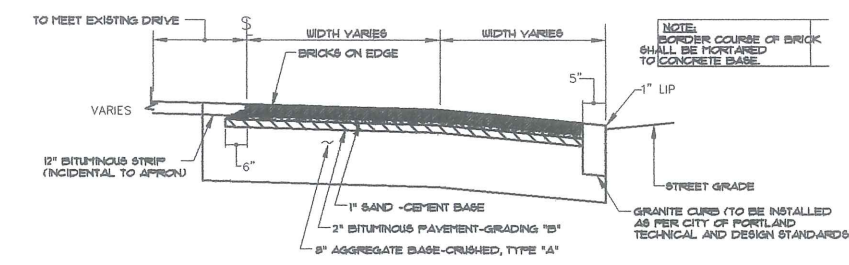 TO MEET EXISTING DRIVE
WIDTH VARIES
WIDTH VARIES
NOTE:
BORDER COURSE OF BRICK
SHALL BE MORTARED
TO CONCRETE BASE.
BRICKS ON EDGE
5"
1" LIP
VARIES
12" BITUMINOUS STRIP
(INCIDENTAL TO APRON)
6"
STREET GRADE
1" SAND -CEMENT BASE
GRANITE CURB (TO BE INSTALLED
AS PER CITY OF PORTLAND
TECHNICAL AND DESIGN STANDARDS
2" BITUMINOUS PAVEMENT-GRADING "B"
8" AGGREGATE BASE-CRUSHED, TYPE "A"